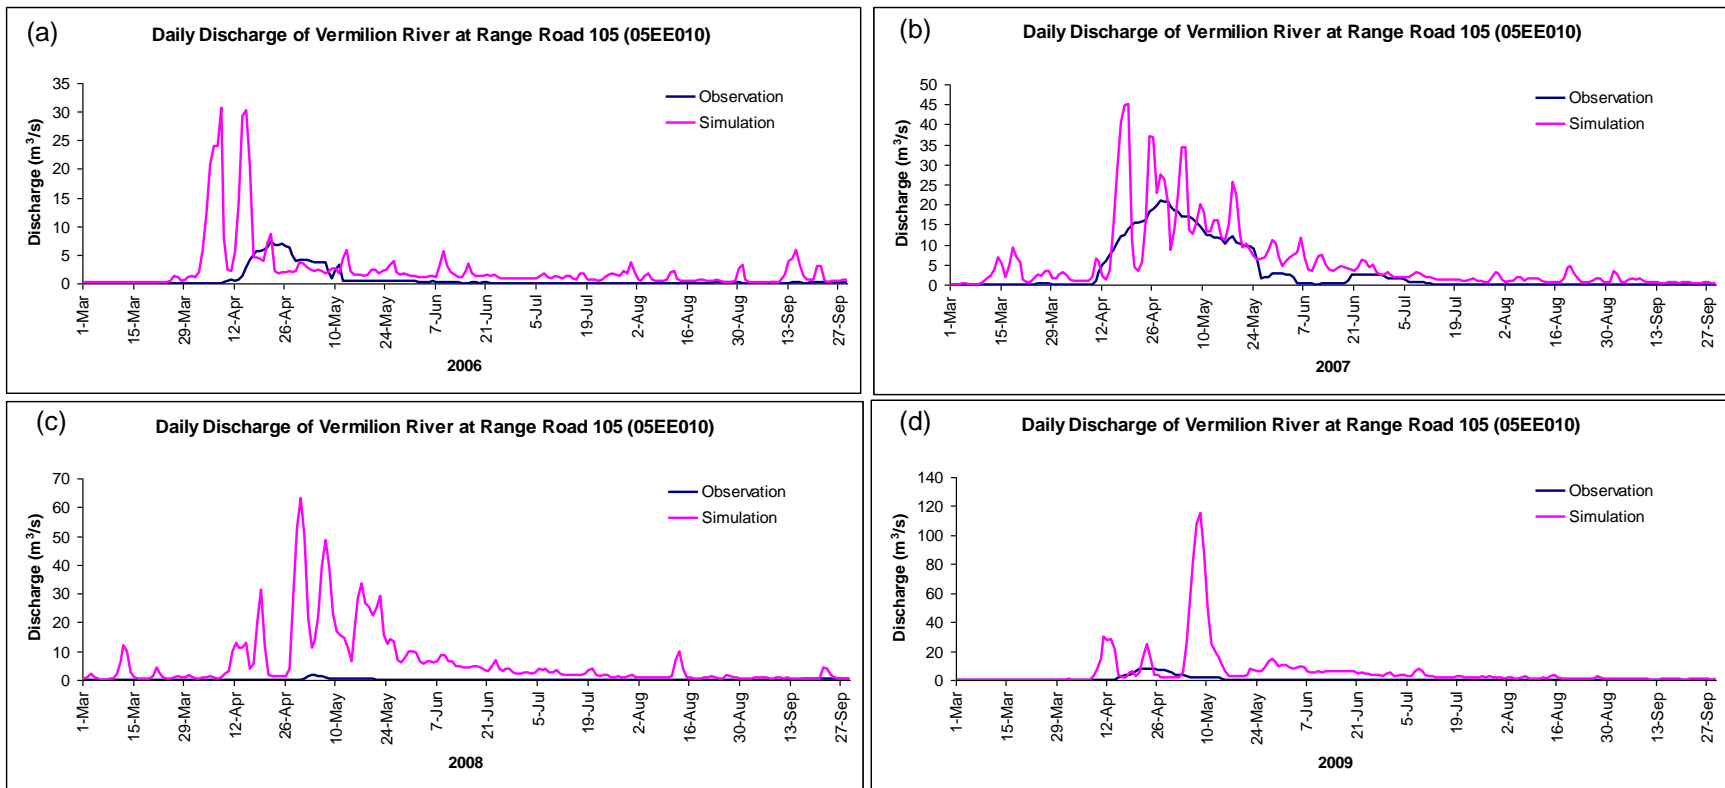 (a)
Daily Discharge of Vermilion River at Range Road 105 (05EE010)
Discharge (m³/s)
35
30
25
20
15
10
5
0
Observation
Simulation
1-Mar
15-Mar
29-Mar
12-Apr
26-Apr
10-May
24-May
7-Jun
21-Jun
5-Jul
19-Jul
2-Aug
16-Aug
30-Aug
13-Sep
27-Sep
2006
(b)
Daily Discharge of Vermilion River at Range Road 105 (05EE010)
Discharge (m³/s)
50
45
40
35
30
25
20
15
10
5
0
Observation
Simulation
1-Mar
15-Mar
29-Mar
12-Apr
26-Apr
10-May
24-May
7-Jun
21-Jun
5-Jul
19-Jul
2-Aug
16-Aug
30-Aug
13-Sep
27-Sep
2007
(c)
Daily Discharge of Vermilion River at Range Road 105 (05EE010)
Discharge (m³/s)
70
60
50
40
30
20
10
0
Observation
Simulation
1-Mar
15-Mar
29-Mar
12-Apr
26-Apr
10-May
24-May
7-Jun
21-Jun
5-Jul
19-Jul
2-Aug
16-Aug
30-Aug
13-Sep
27-Sep
2008
(d)
Daily Discharge of Vermilion River at Range Road 105 (05EE010)
Discharge (m³/s)
140
120
100
80
60
40
20
0
Observation
Simulation
1-Mar
15-Mar
29-Mar
12-Apr
26-Apr
10-May
24-May
7-Jun
21-Jun
5-Jul
19-Jul
2-Aug
16-Aug
30-Aug
13-Sep
27-Sep
2009